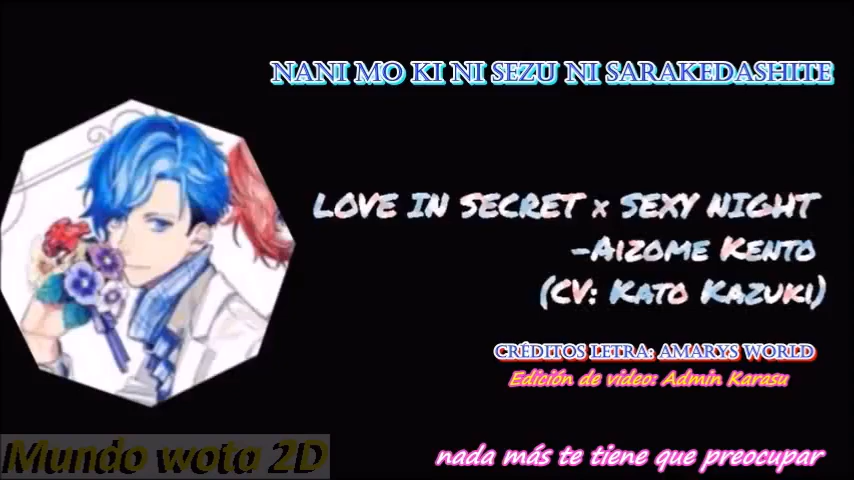 NANI MO KI NI SEZU NI SARAKEDASHITE
LOVE IN SECRET x SEXY NIGHT
-AIZOME KENTO
(CV: KATO KAZUKI)
CRÉDITOS LETRA: AMARYS WORLD
Edición de video: Admin Karasu
Mundo wota 2D
nada más te tiene que preocupar